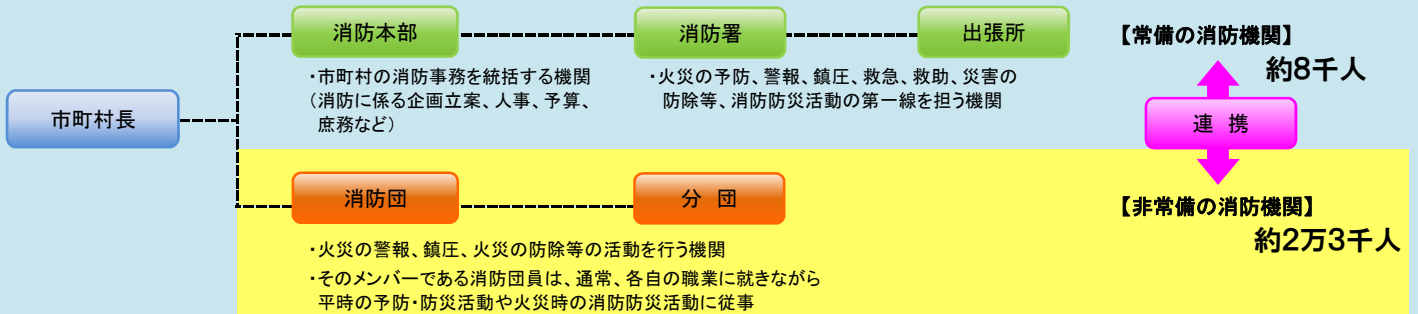 消防本部
消防署
出張所
・市町村の消防事務を統括する機関
(消防に係る企画立案、人事、予算、
庶務など)
・火災の予防、警報、鎮圧、救急、救助、災害の
防除等、消防防災活動の第一線を担う機関
【常備の消防機関】
約8千人
市町村長
連 携
消防団
分 団
・火災の警報、鎮圧、火災の防除等の活動を行う機関
・そのメンバーである消防団員は、通常、各自の職業に就きながら
平時の予防・防災活動や火災時の消防防災活動に従事
【非常備の消防機関】
約2万3千人